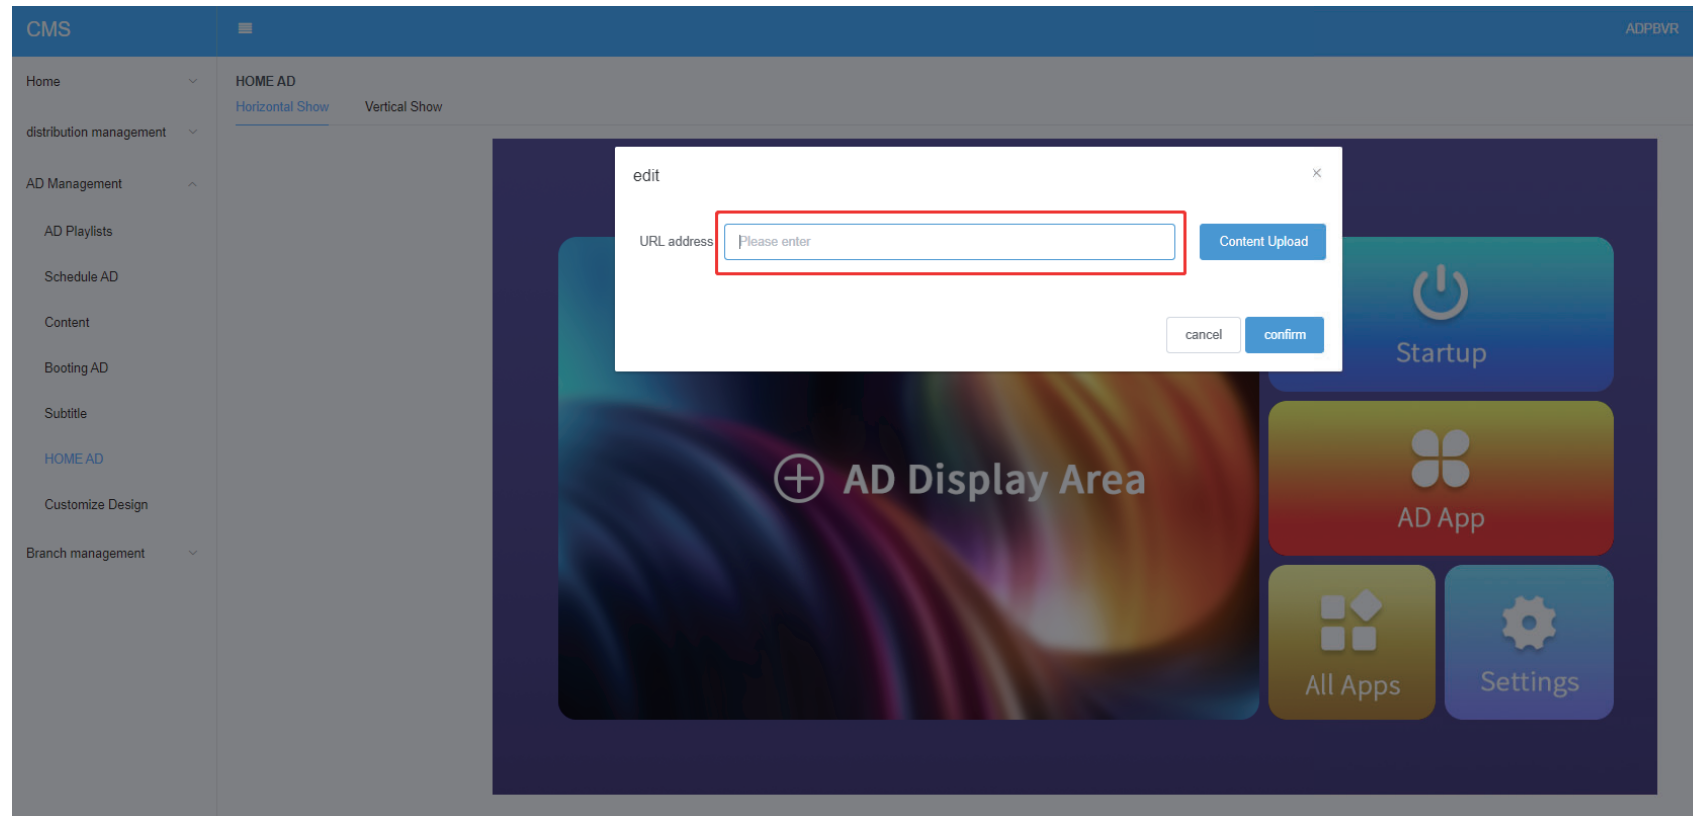 CMS
ADPBVR
Home
distribution management
AD Management
AD Playlists
Schedule AD
Content
Booting AD
Subtitle
HOME AD
Customize Design
Branch management
HOME AD
Horizontal Show
Vertical Show
edit
URL address
Please enter
Content Upload
cancel
confirm
AD Display Area
Startup
AD App
All Apps
Settings